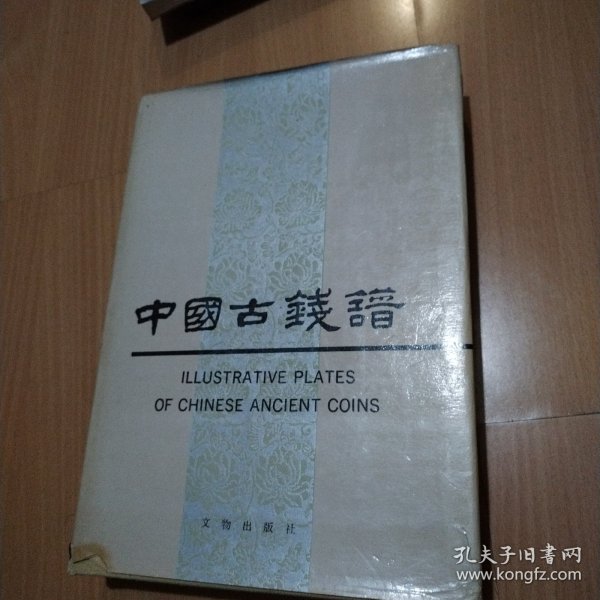 中國古錢譜
ILLUSTRATIVE PLATES
OF CHINESE ANCIENT COINS
文物出版社
孔夫子旧書网
www.kongfz.com